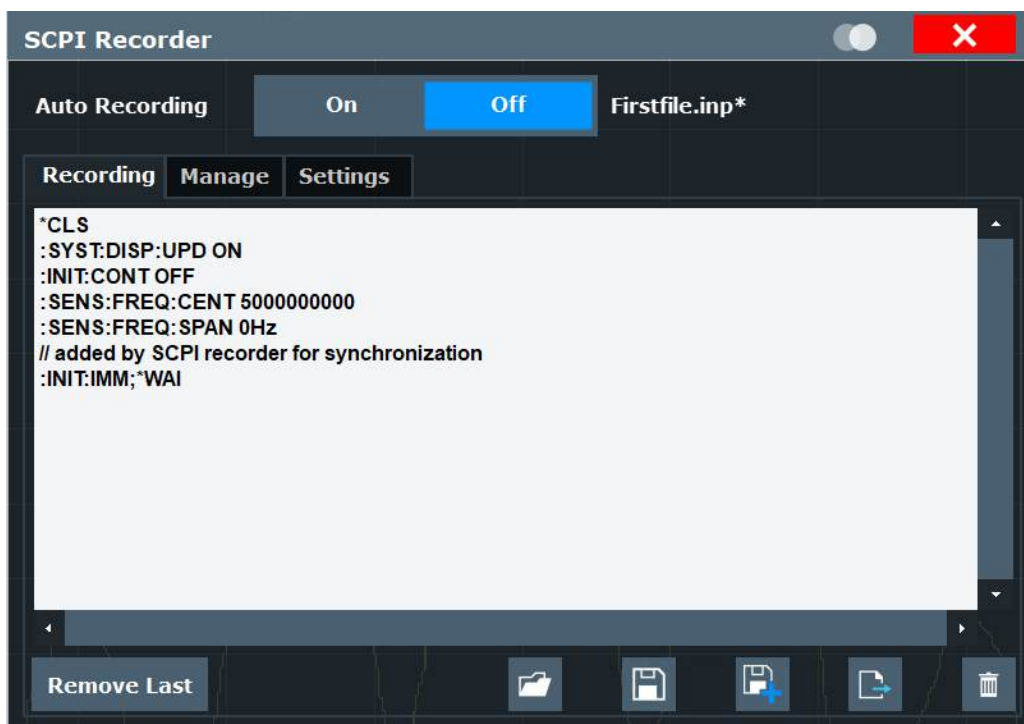 SCPI Recorder
Auto Recording On Off Firstfile.inp*
Recording Manage Settings
*CLS
:SYST:DISP:UPD ON
:INIT:CONT OFF
:SENS:FREQ:CENT 5000000000
:SENS:FREQ:SPAN 0Hz
// added by SCPI recorder for synchronization
:INIT:IMM;*WAI
Remove Last